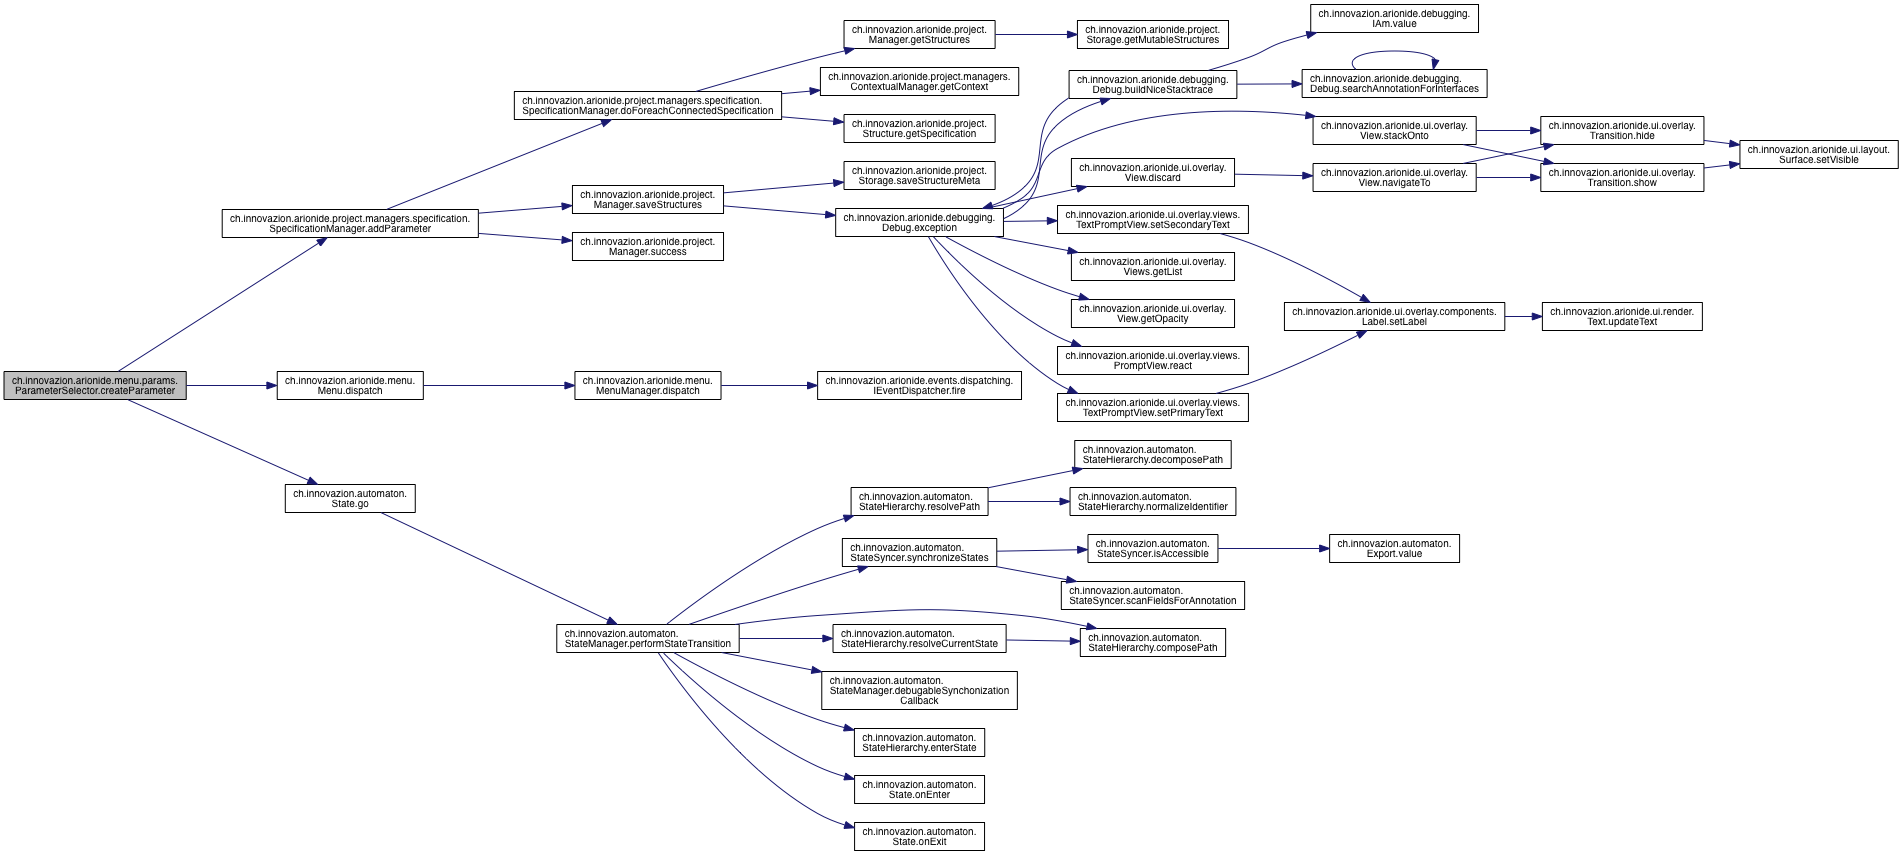 ch.innovazion.arionide.menu.params.
ParameterSelector.createParameter
ch.innovazion.arionide.project.managers.specification.
SpecificationManager.addParameter
ch.innovazion.arionide.menu.
Menu.dispatch
ch.innovazion.automaton.
State.go
ch.innovazion.arionide.project.managers.specification.
SpecificationManager.doForeachConnectedSpecification
ch.innovazion.arionide.project.
Manager.saveStructures
ch.innovazion.arionide.project.
Manager.success
ch.innovazion.arionide.menu.
MenuManager.dispatch
ch.innovazion.automaton.
StateManager.performStateTransition
ch.innovazion.arionide.project.
Manager.getStructures
ch.innovazion.arionide.project.managers.
ContextualManager.getContext
ch.innovazion.arionide.project.
Structure.getSpecification
ch.innovazion.arionide.project.
Storage.saveStructureMeta
ch.innovazion.arionide.debugging.
Debug.exception
ch.innovazion.arionide.events.dispatching.
IEventDispatcher.fire
ch.innovazion.automaton.
StateHierarchy.resolvePath
ch.innovazion.automaton.
StateSyncer.synchronizeStates
ch.innovazion.automaton.
StateHierarchy.resolveCurrentState
ch.innovazion.automaton.
StateManager.debugableSynchonization
Callback
ch.innovazion.automaton.
StateHierarchy.enterState
ch.innovazion.automaton.
State.onEnter
ch.innovazion.automaton.
State.onExit
ch.innovazion.arionide.project.
Storage.getMutableStructures
ch.innovazion.arionide.debugging.
Debug.buildNiceStacktrace
ch.innovazion.arionide.ui.overlay.
View.discard
ch.innovazion.arionide.ui.overlay.views.
TextPromptView.setSecondaryText
ch.innovazion.arionide.ui.overlay.
Views.getList
ch.innovazion.arionide.ui.overlay.
View.getOpacity
ch.innovazion.arionide.ui.overlay.views.
PromptView.react
ch.innovazion.arionide.ui.overlay.views.
TextPromptView.setPrimaryText
ch.innovazion.automaton.
StateHierarchy.decomposePath
ch.innovazion.automaton.
StateHierarchy.normalizeIdentifier
ch.innovazion.automaton.
StateSyncer.isAccessible
ch.innovazion.automaton.
StateSyncer.scanFieldsForAnnotation
ch.innovazion.automaton.
StateHierarchy.composePath
ch.innovazion.arionide.debugging.
IAm.value
ch.innovazion.arionide.debugging.
Debug.searchAnnotationForInterfaces
ch.innovazion.arionide.ui.overlay.
View.stackOnto
ch.innovazion.arionide.ui.overlay.
View.navigateTo
ch.innovazion.arionide.ui.overlay.components.
Label.setLabel
ch.innovazion.automaton.
Export.value
ch.innovazion.arionide.ui.overlay.
Transition.hide
ch.innovazion.arionide.ui.overlay.
Transition.show
ch.innovazion.arionide.ui.render.
Text.updateText
ch.innovazion.arionide.ui.layout.
Surface.setVisible